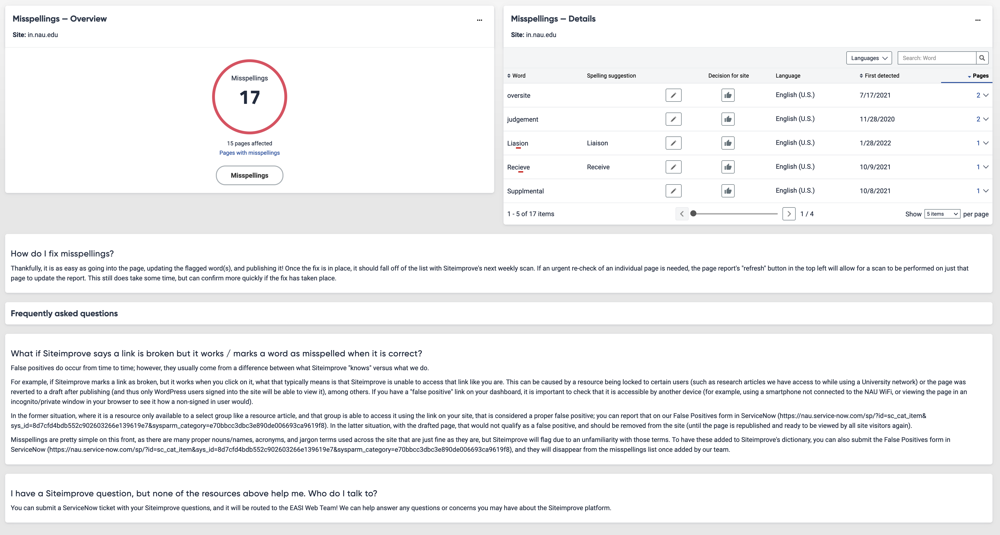 Misspellings — Overview
Site: in.nau.edu
Misspellings
17
15 pages affected
Pages with misspellings
Misspellings
Misspellings — Details
Site: in.nau.edu
Languages
Search: Word
Word Spelling suggestion Decision for site Language First detected Pages
oversite English (U.S.) 7/17/2021 2
judgement English (U.S.) 11/28/2020 2
Liasion Liaison English (U.S.) 1/28/2022 1
Recieve Receive English (U.S.) 10/9/2021 1
Supplmental English (U.S.) 10/8/2021 1
1 - 5 of 17 items 1 / 4 Show 5 items per page
How do I fix misspellings?
Thankfully, it is as easy as going into the page, updating the flagged word(s), and publishing it! Once the fix is in place, it should fall off of the list with Siteimprove's next weekly scan. If an urgent re-check of an individual page is needed, the page report's "refresh" button in the top left will allow for a scan to be performed on just that
page to update the report. This still does take some time, but can confirm more quickly if the fix has taken place.
Frequently asked questions
What if Siteimprove says a link is broken but it works / marks a word as misspelled when it is correct?
False positives do occur from time to time; however, they usually come from a difference between what Siteimprove "knows" versus what we do.
For example, if Siteimprove marks a link as broken, but it works when you click on it, what that typically means is that Siteimprove is unable to access that link like you are. This can be caused by a resource being locked to certain users (such as research articles we have access to while using a University network) or the page was
reverted to a draft after publishing (and thus only WordPress users signed into the site will be able to view it), among others. If you have a "false positive" link on your dashboard, it is important to check that it is accessible by another device (for example, using a smartphone not connected to the NAU WiFi, or viewing the page in an
incognito/private window in your browser to see it how a non-signed in user would).
In the former situation, where it is a resource only available to a select group like a resource article, and that group is able to access it using the link on your site, that is considered a proper false positive; you can report that on our False Positives form in ServiceNow (https://nau.service-now.com/sp/?id=sc_cat_item&
sys_id=8d7cfd4bdb552c902603266e139619e7&sysparm_category=e70bbcc3dbc3e890de006693ca9619f8). In the latter situation, with the drafted page, that would not qualify as a false positive, and should be removed from the site (until the page is republished and ready to be viewed by all site visitors again).
Misspellings are pretty simple on this front, as there are many proper nouns/names, acronyms, and jargon terms used across the site that are just fine as they are, but Siteimprove will flag due to an unfamiliarity with those terms. To have these added to Siteimprove's dictionary, you can also submit the False Positives form in
ServiceNow (https://nau.service-now.com/sp/?id=sc_cat_item&sys_id=8d7cfd4bdb552c902603266e139619e7&sysparm_category=e70bbcc3dbc3e890de006693ca9619f8), and they will disappear from the misspellings list once added by our team.
I have a Siteimprove question, but none of the resources above help me. Who do I talk to?
You can submit a ServiceNow ticket with your Siteimprove questions, and it will be routed to the EASI Web Team! We can help answer any questions or concerns you may have about the Siteimprove platform.